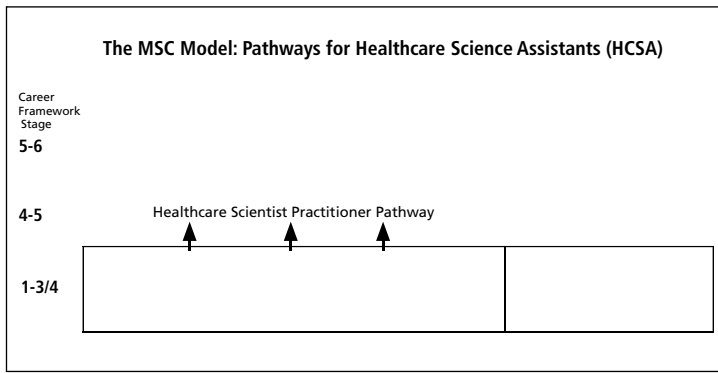 The MSC Model: Pathways for Healthcare Science Assistants (HCSA)
Career
Framework
Stage
5-6
4-5
Healthcare Scientist Practitioner Pathway
1-3/4